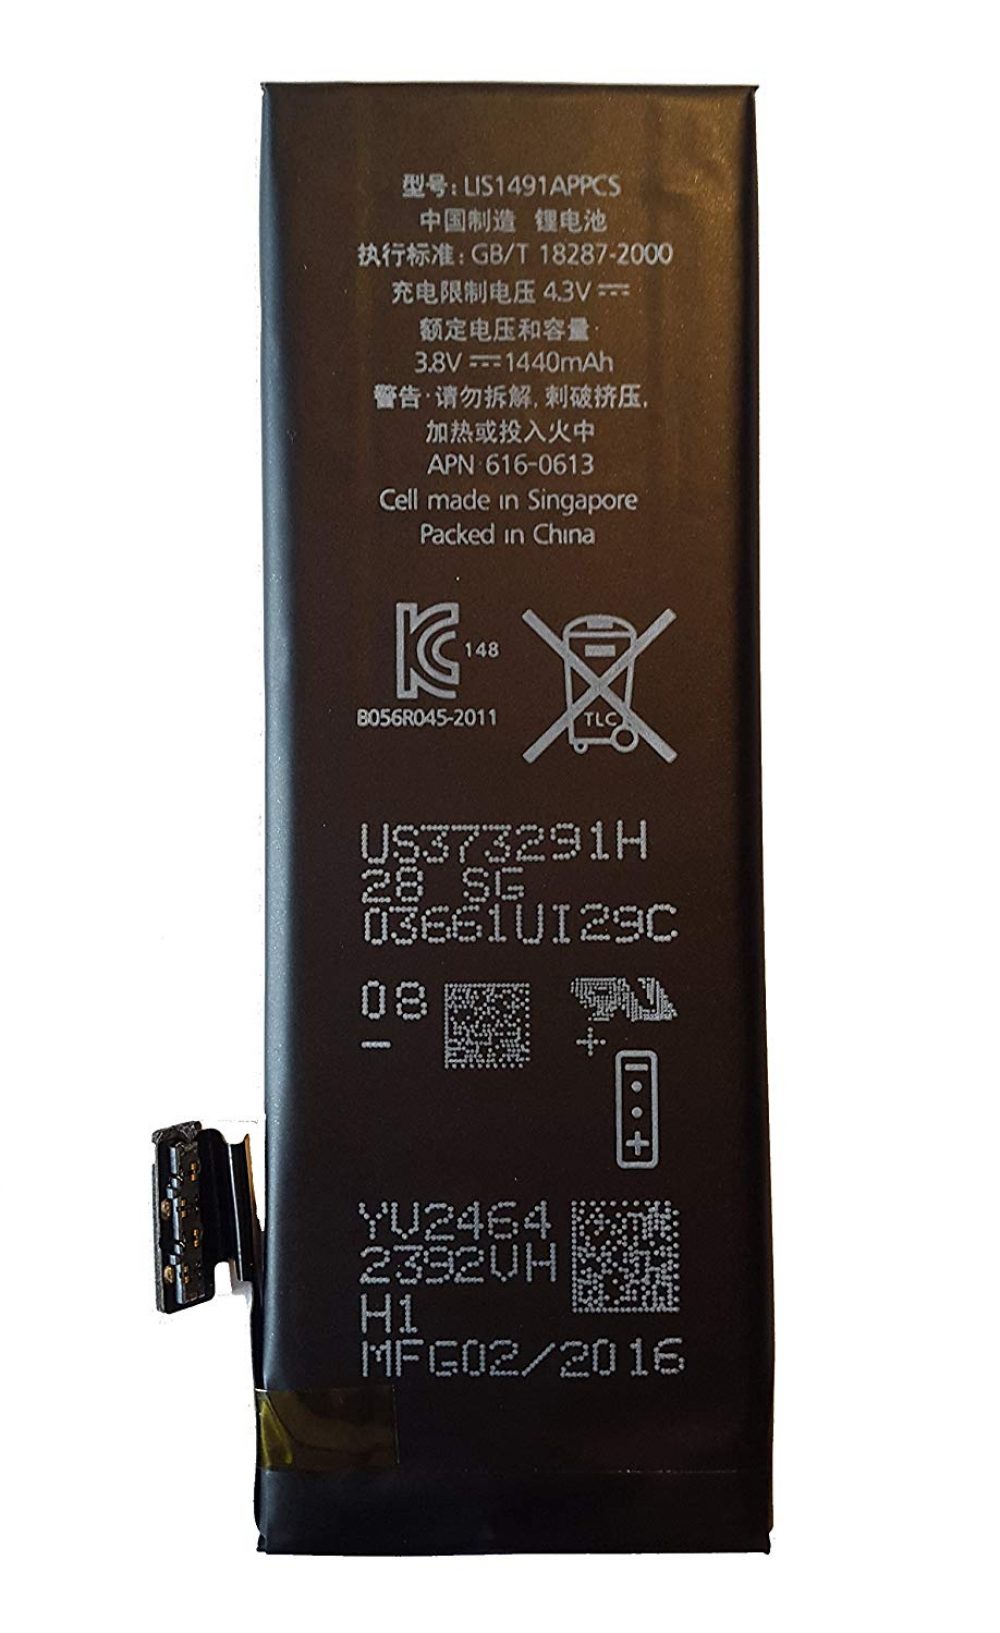 型号: LIS1491APPCS
中国制造 锂电池
执行标准: GB/T 18287-2000
充电限制电压 4.3V ⎓
额定电压和容量·
3.8V ⎓ 1440mAh
警告·请勿拆解, 刺破挤压,
加热或投入火中
APN 616-0613
Cell made in Singapore
Packed in China
KC 148
B056R045-2011
TLC
US373291H
28 SG
03661UI29C
08
-
+
-
+
YV2464
2392VH
H1
MFG02/2016